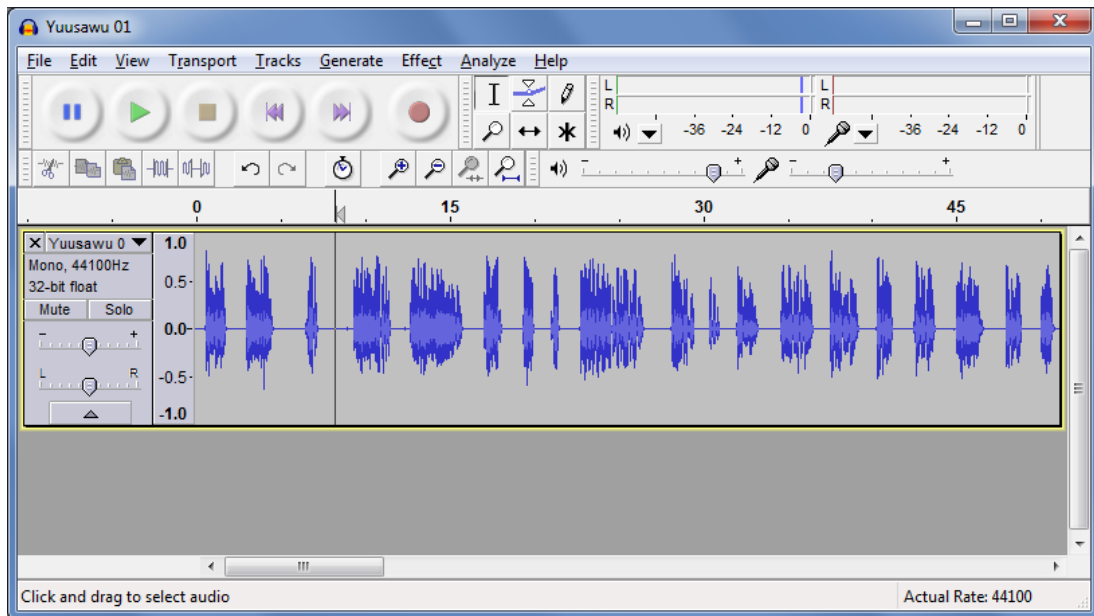 Yuusawu 01
File Edit View Transport Tracks Generate Effect Analyze Help
L
R
-36 -24 -12 0
L
R
-36 -24 -12 0
- +
- +
0 15 30 45
Yuusawu 0
Mono, 44100Hz
32-bit float
Mute Solo
- +
L R
1.0
0.5-
0.0-
-0.5-
-1.0
Click and drag to select audio
Actual Rate: 44100